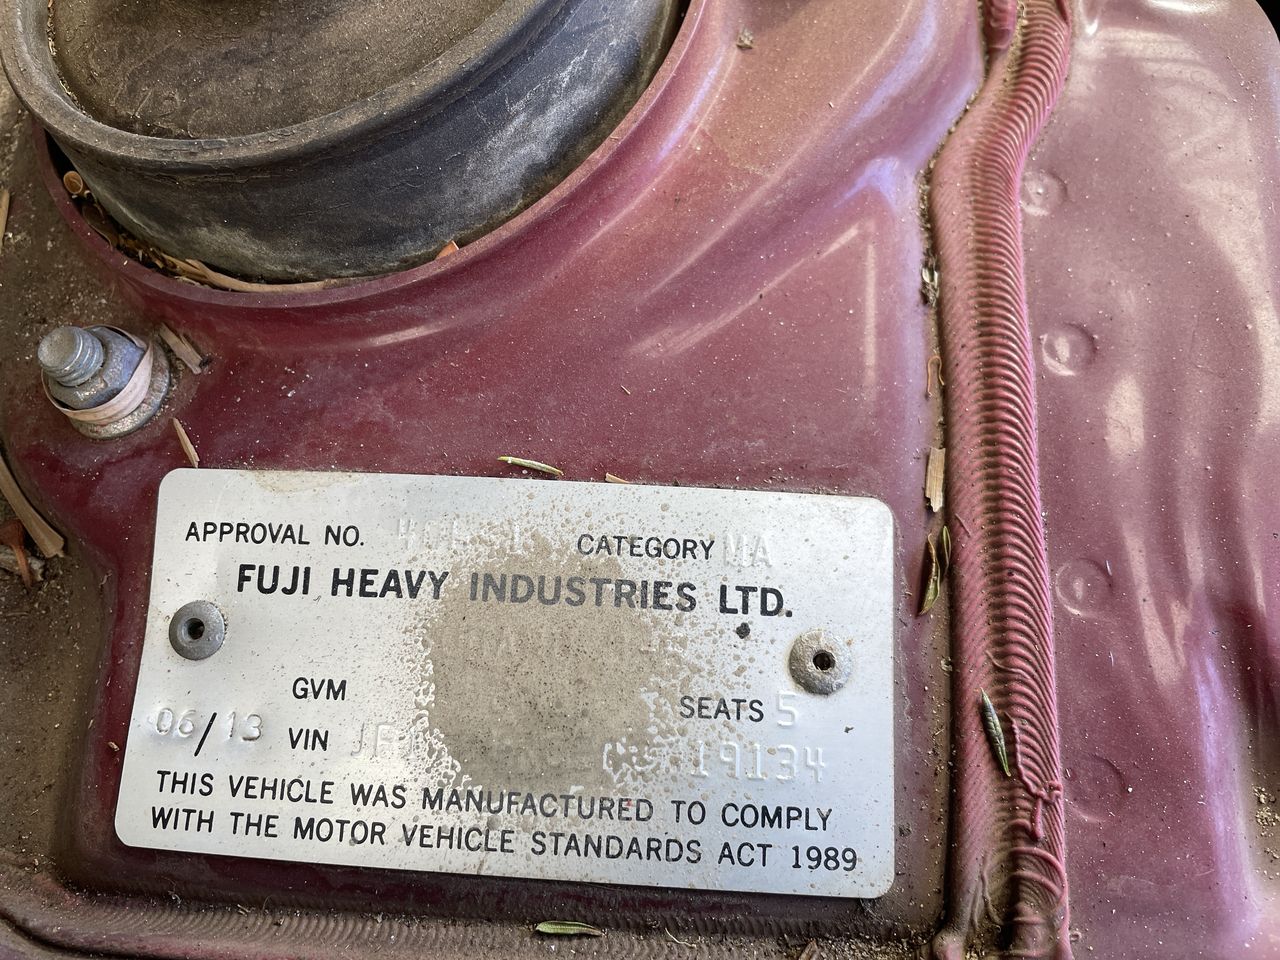 APPROVAL NO. CATEGORY MA
FUJI HEAVY INDUSTRIES LTD.
GVM SEATS 5
06/13 VIN 19134
THIS VEHICLE WAS MANUFACTURED TO COMPLY
WITH THE MOTOR VEHICLE STANDARDS ACT 1989